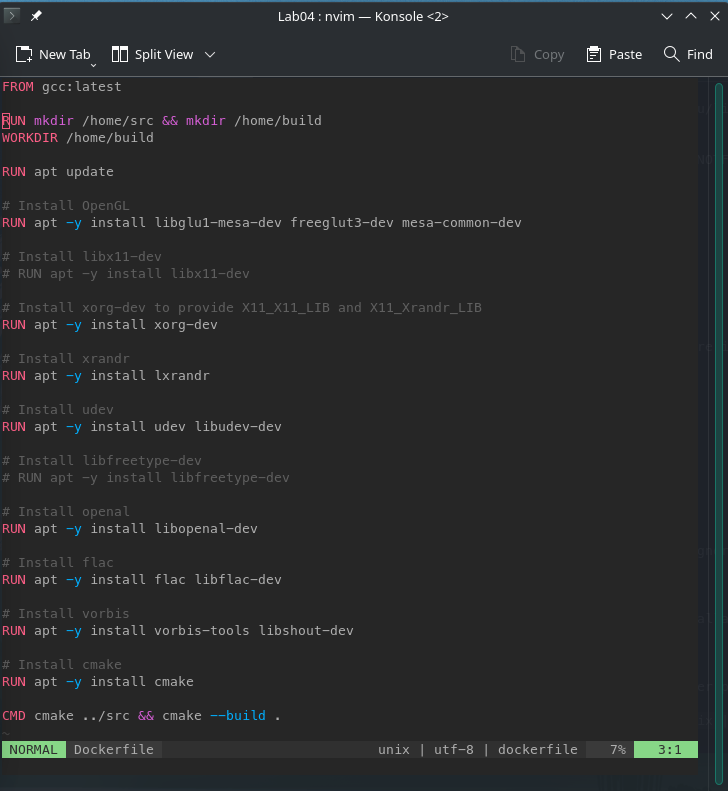 Lab04 : nvim — Konsole <2>
New Tab Split View Copy Paste Find
FROM gcc:latest
RUN mkdir /home/src && mkdir /home/build
WORKDIR /home/build
RUN apt update
# Install OpenGL
RUN apt -y install libglu1-mesa-dev freeglut3-dev mesa-common-dev
# Install libx11-dev
# RUN apt -y install libx11-dev
# Install xorg-dev to provide X11_X11_LIB and X11_Xrandr_LIB
RUN apt -y install xorg-dev
# Install xrandr
RUN apt -y install lxrandr
# Install udev
RUN apt -y install udev libudev-dev
# Install libfreetype-dev
# RUN apt -y install libfreetype-dev
# Install openal
RUN apt -y install libopenal-dev
# Install flac
RUN apt -y install flac libflac-dev
# Install vorbis
RUN apt -y install vorbis-tools libshout-dev
# Install cmake
RUN apt -y install cmake
CMD cmake ../src && cmake --build .
~
NORMAL Dockerfile unix | utf-8 | dockerfile 7% 3:1